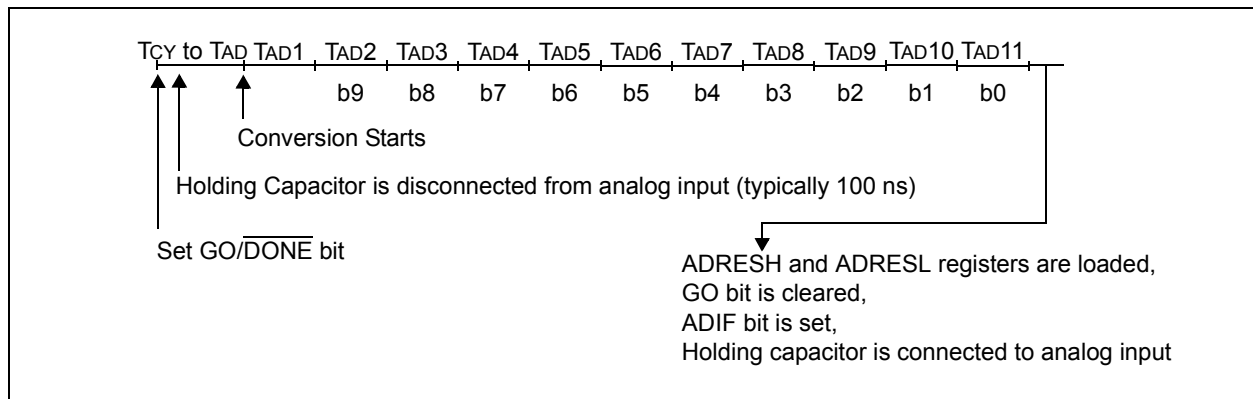 TCY to TAD TAD1 TAD2 TAD3 TAD4 TAD5 TAD6 TAD7 TAD8 TAD9 TAD10 TAD11
b9 b8 b7 b6 b5 b4 b3 b2 b1 b0
Conversion Starts
Holding Capacitor is disconnected from analog input (typically 100 ns)
Set GO/DONE bit
ADRESH and ADRESL registers are loaded,
GO bit is cleared,
ADIF bit is set,
Holding capacitor is connected to analog input